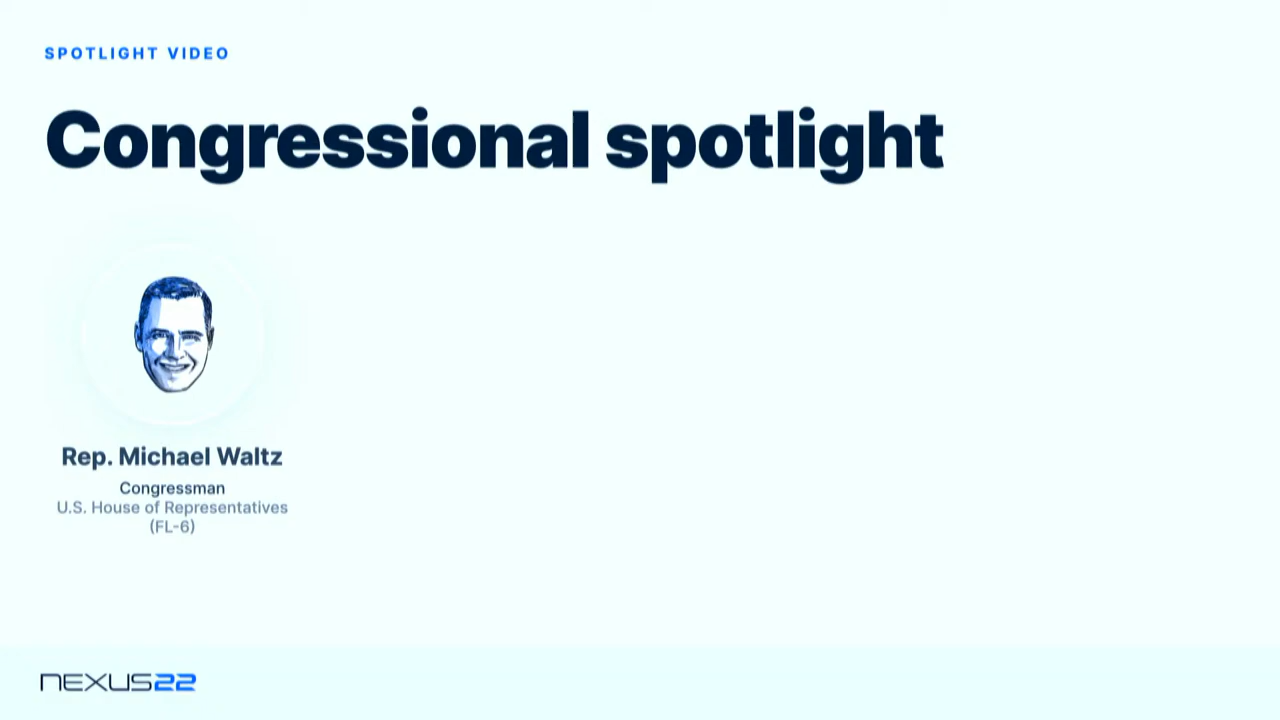 SPOTLIGHT VIDEO
Congressional spotlight
Rep. Michael Waltz
Congressman
U.S. House of Representatives
(FL-6)
NEXUS22